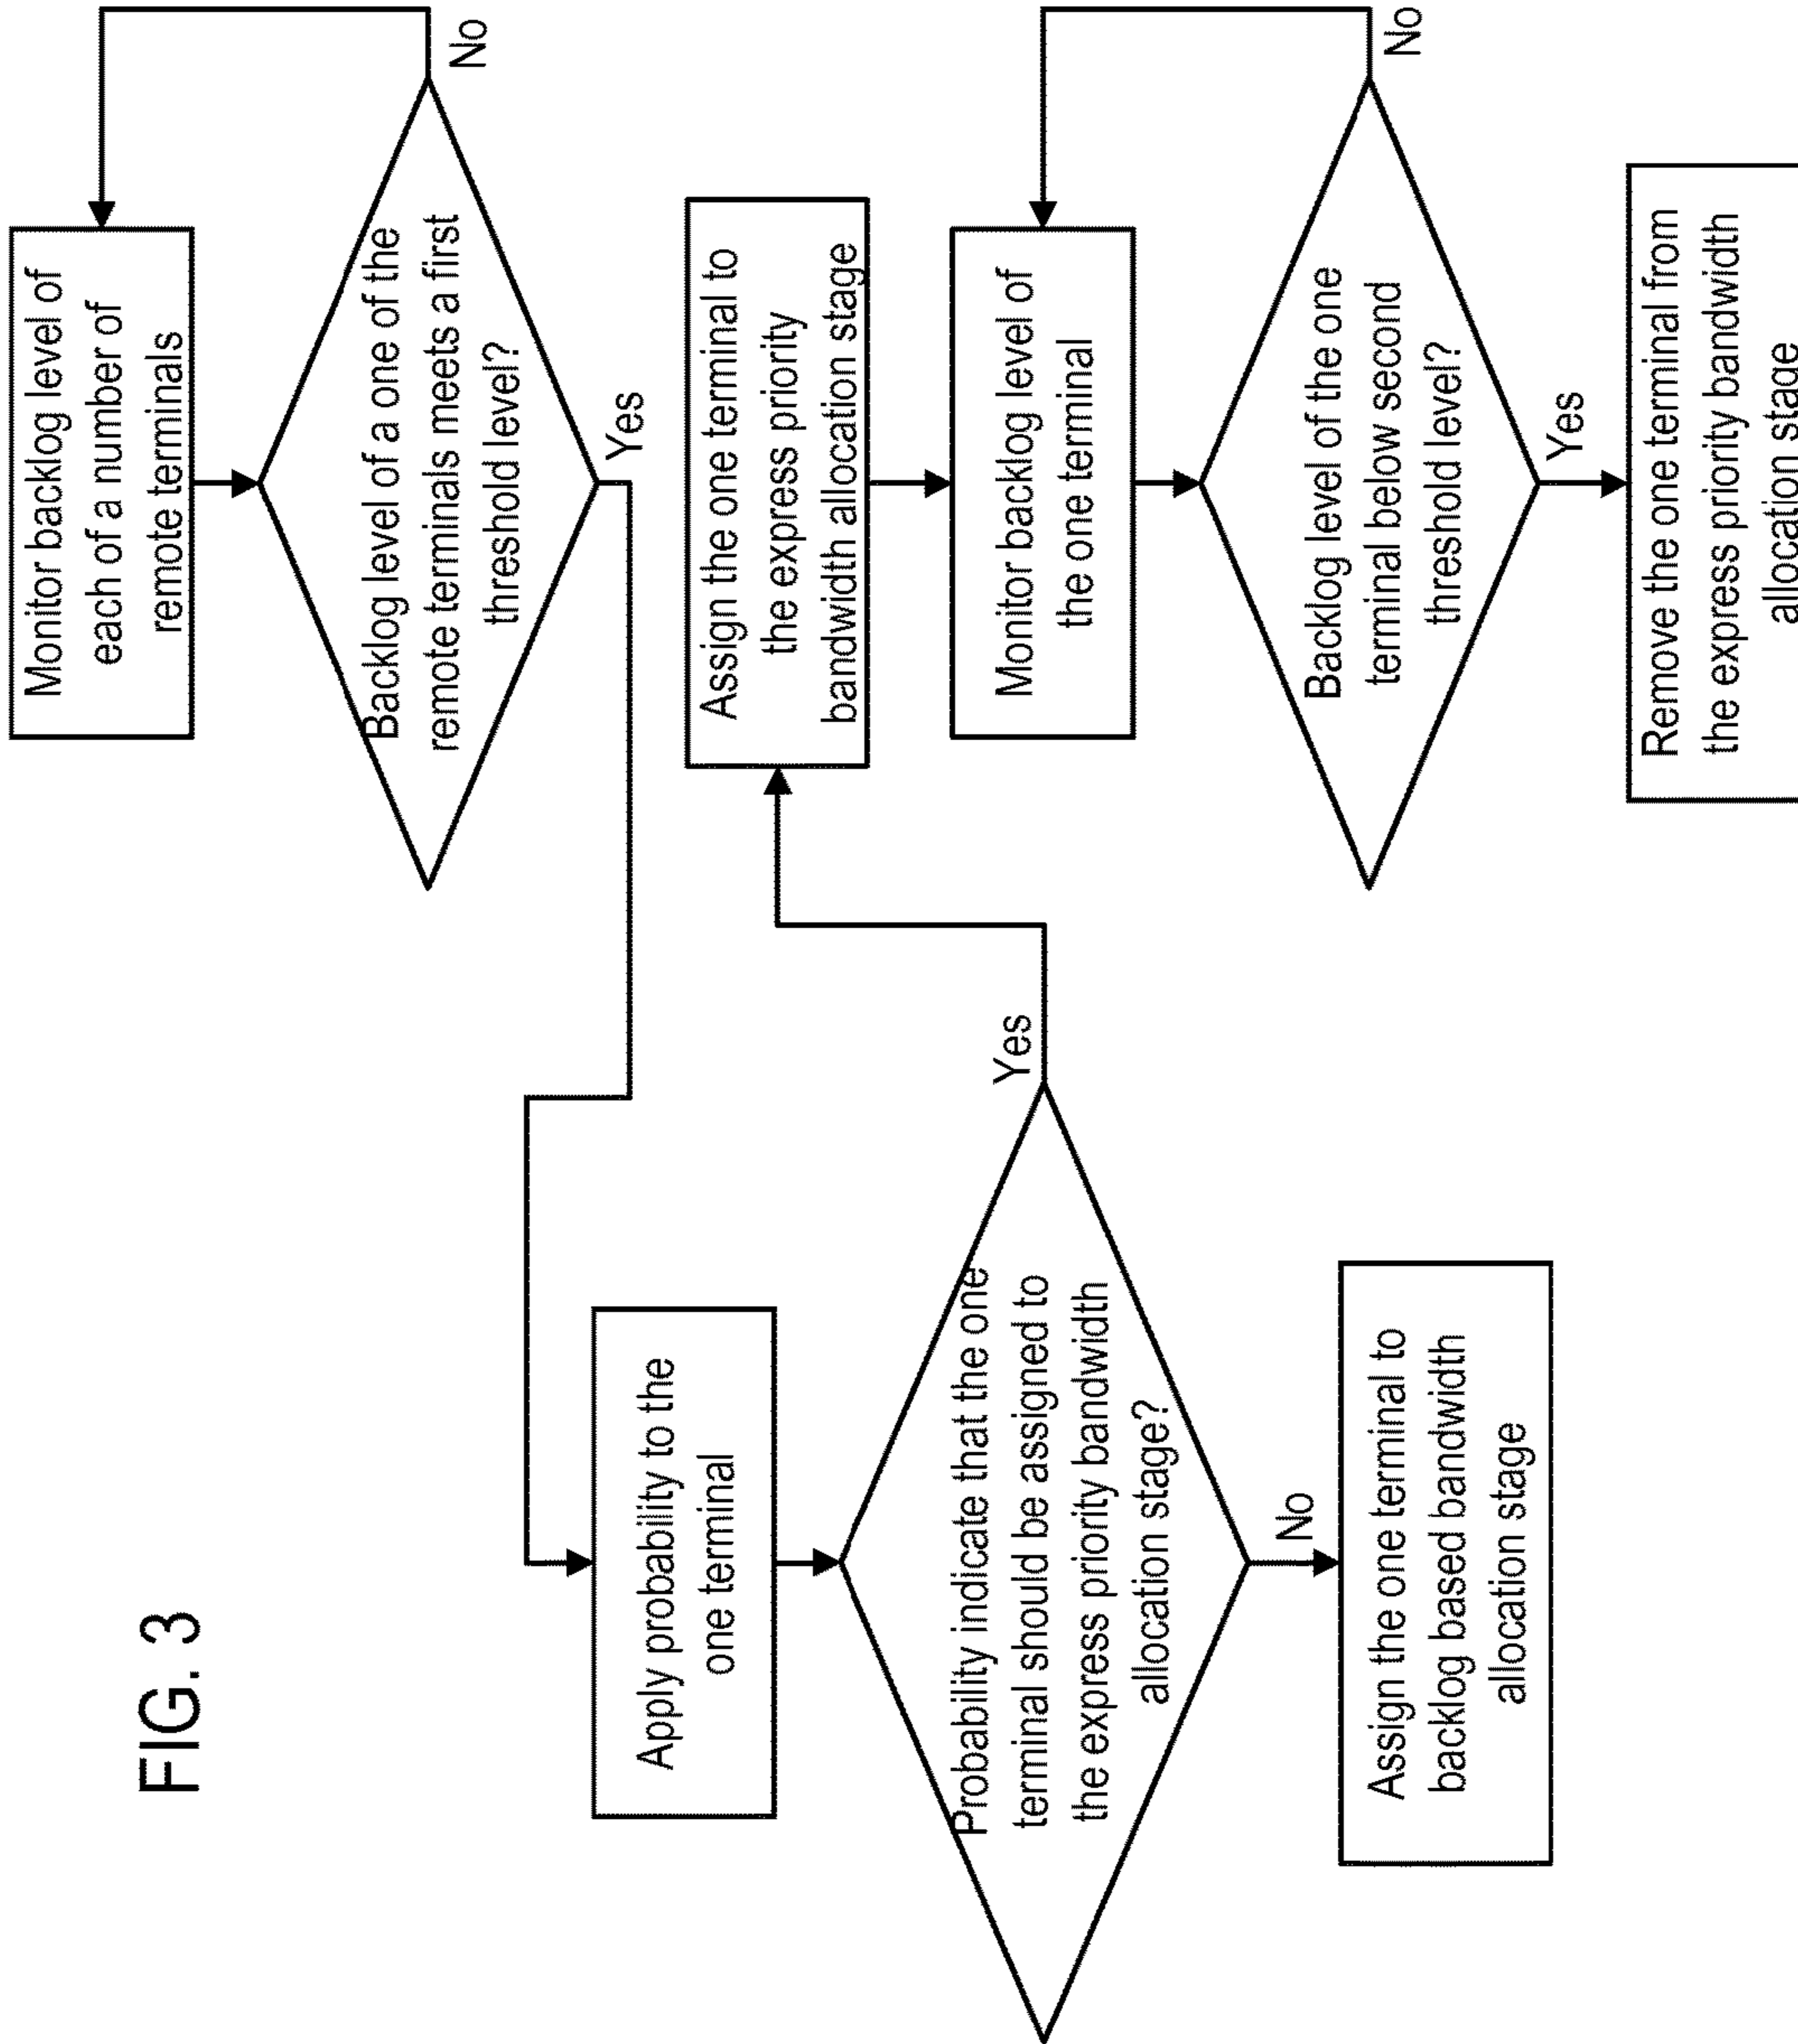 FIG. 3
Monitor backlog level of
each of a number of
remote terminals
Backlog level of a one of the
remote terminals meets a first
threshold level?
No
Yes
Apply probability to the
one terminal
Probability indicate that the one
terminal should be assigned to
the express priority bandwidth
allocation stage?
Yes
No
Assign the one terminal to
backlog based bandwidth
allocation stage
Assign the one terminal to
the express priority
bandwidth allocation stage
Monitor backlog level of
the one terminal
Backlog level of the one
terminal below second
threshold level?
No
Yes
Remove the one terminal from
the express priority bandwidth
allocation stage